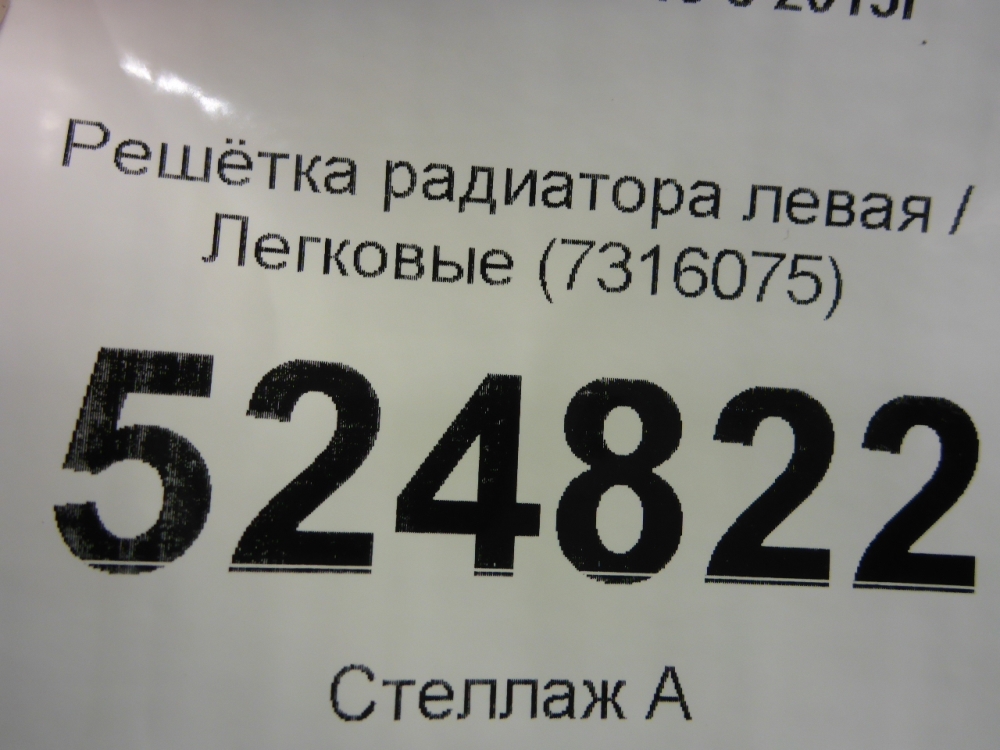 Решётка радиатора левая /
Легковые (7316075)
524822
Стеллаж А